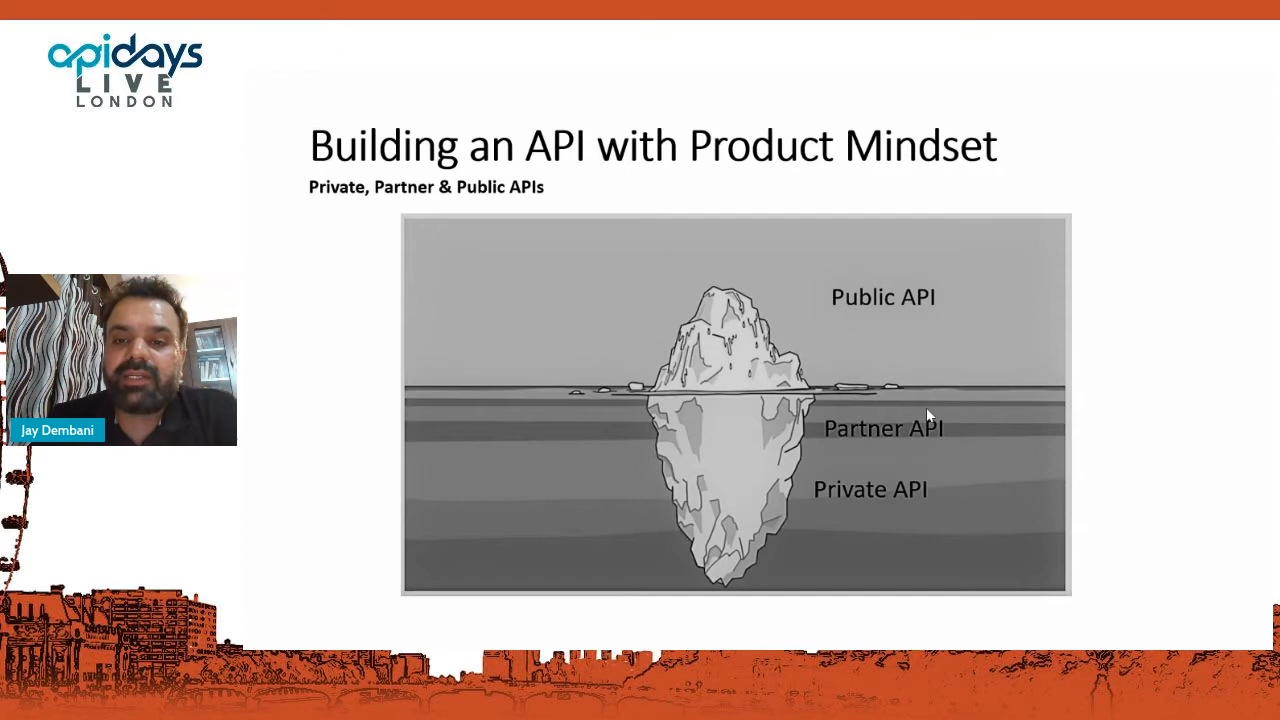 apidays
LIVE
LONDON
Building an API with Product Mindset
Private, Partner & Public APIs
Public API
Partner API
Private API
Jay Dembani